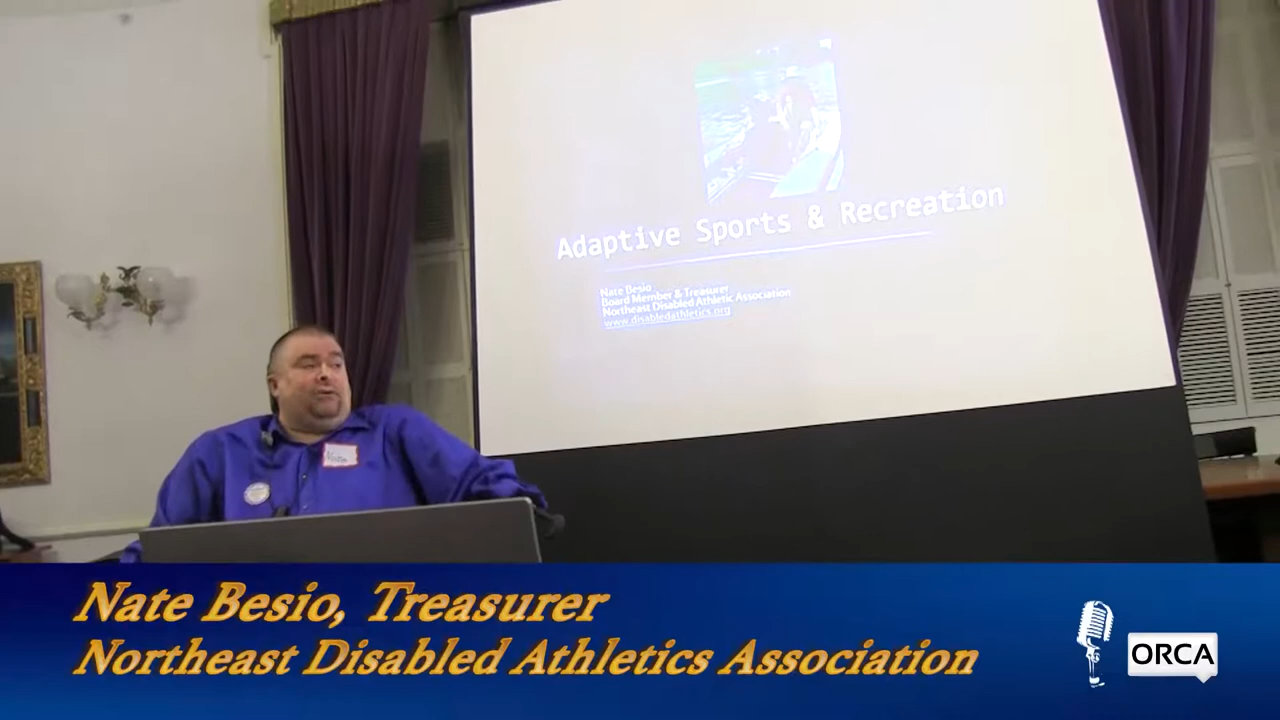 Adaptive Sports & Recreation
Nate Besio
Board Member & Treasurer
Northeast Disabled Athletic Association
www.disabledathletics.org
Nate Besio, Treasurer
Northeast Disabled Athletics Association
ORCA